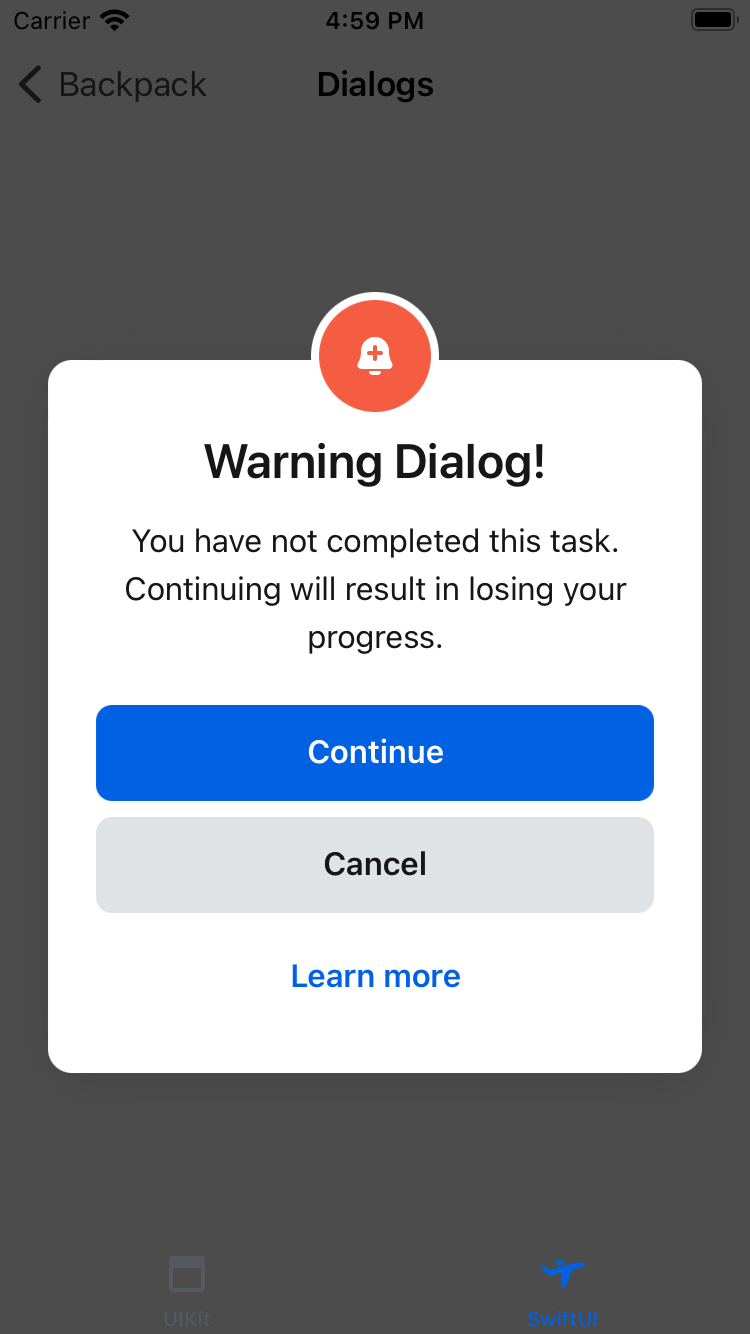 Carrier 4:59 PM
Backpack Dialogs
Warning Dialog!
You have not completed this task.
Continuing will result in losing your
progress.
Continue
Cancel
Learn more
UIKit SwiftUI